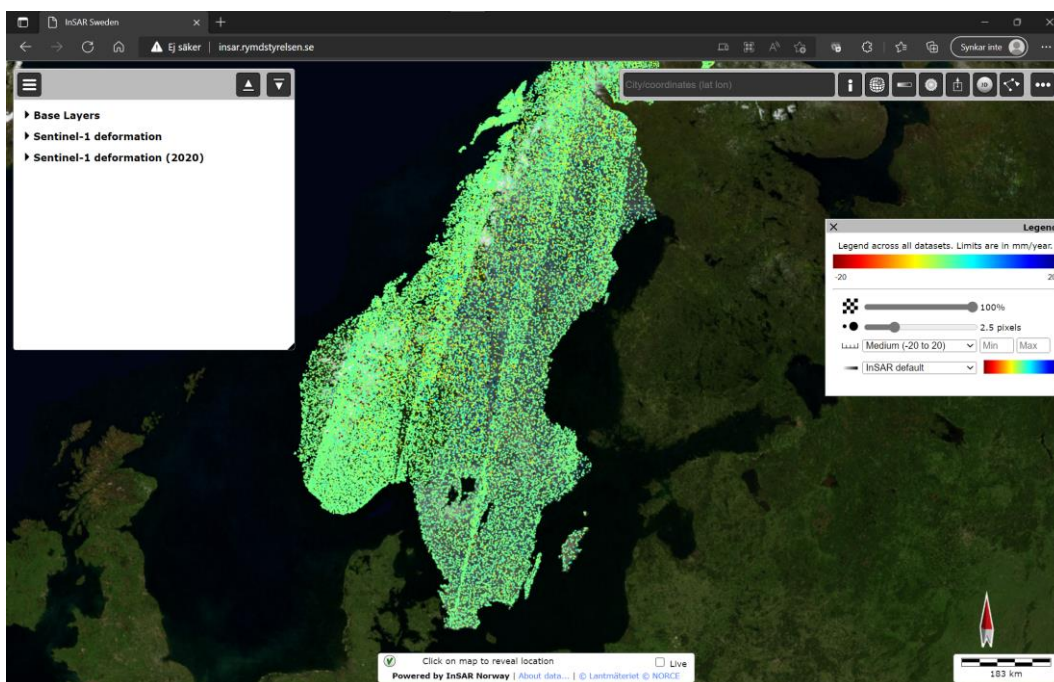 InSAR Sweden
Ej säker
insar.rymdstyrelsen.se
Synkar inte
Base Layers
Sentinel-1 deformation
Sentinel-1 deformation (2020)
City/coordinates (lat lon)
3D
Legend
Legend across all datasets. Limits are in mm/year.
-20
20
100%
2.5 pixels
Medium (-20 to 20)
Min
Max
InSAR default
Click on map to reveal location
Live
Powered by InSAR Norway | About data... | © Lantmäteriet © NORCE
183 km